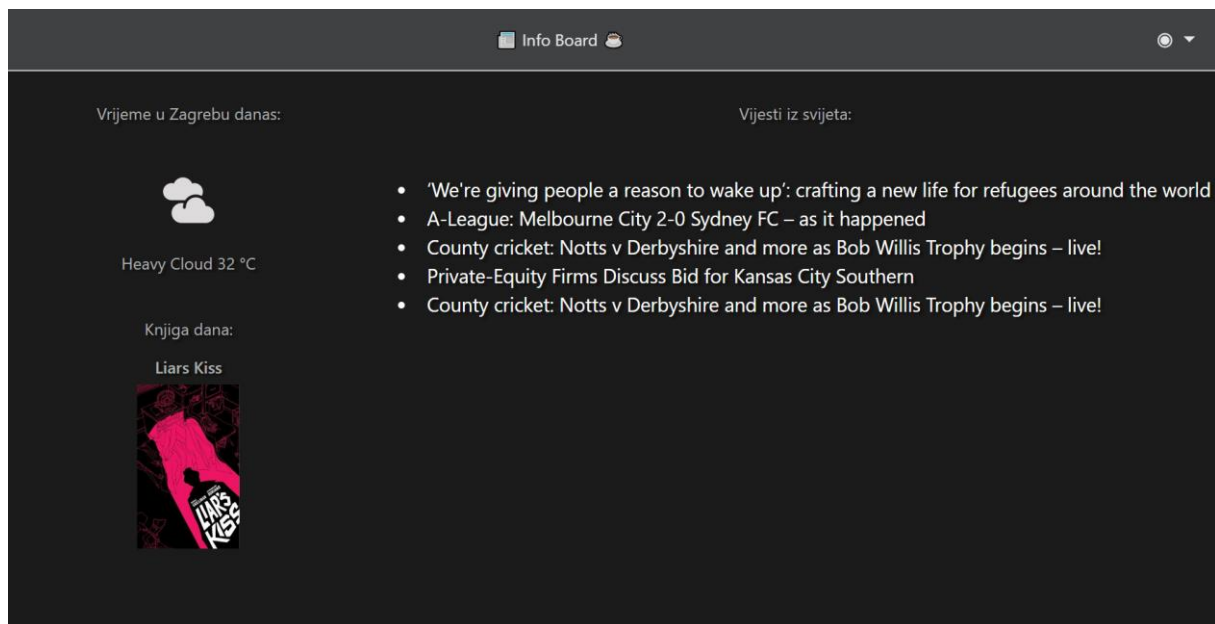 Info Board
Vrijeme u Zagrebu danas:
Heavy Cloud 32 °C
Knjiga dana:
Liars Kiss
LIAR'S
KISS
Vijesti iz svijeta:
• ‘We're giving people a reason to wake up’: crafting a new life for refugees around the world
• A-League: Melbourne City 2-0 Sydney FC – as it happened
• County cricket: Notts v Derbyshire and more as Bob Willis Trophy begins – live!
• Private-Equity Firms Discuss Bid for Kansas City Southern
• County cricket: Notts v Derbyshire and more as Bob Willis Trophy begins – live!